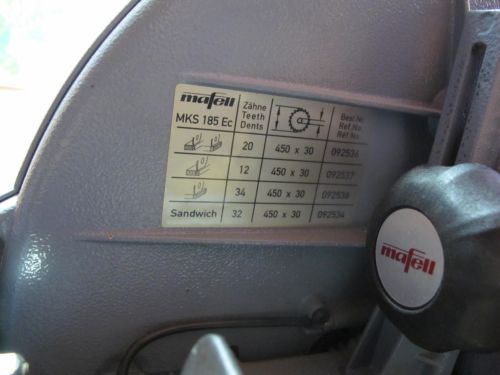 mafell
MKS 185 Ec
Zähne
Teeth
Dents
Best.Nr.
Ref.No.
Réf.No.
20 450 x 30 092536
12 450 x 30 092537
34 450 x 30 092538
Sandwich 32 450 x 30 092534
mafell